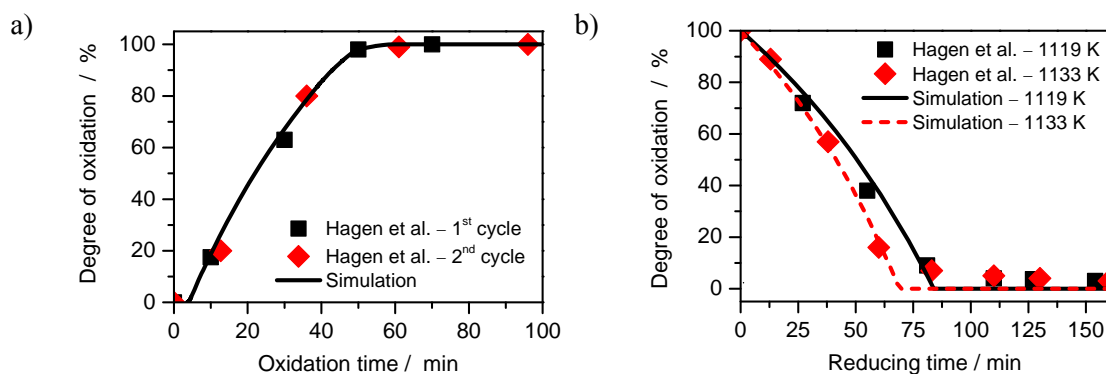 a)
Degree of oxidation / %
100
80
60
40
20
0
Hagen et al. – 1st cycle
Hagen et al. – 2nd cycle
Simulation
0 20 40 60 80 100
Oxidation time / min
b)
Degree of oxidation / %
100
80
60
40
20
0
Hagen et al. – 1119 K
Hagen et al. – 1133 K
Simulation – 1119 K
Simulation – 1133 K
0 25 50 75 100 125 150
Reducing time / min